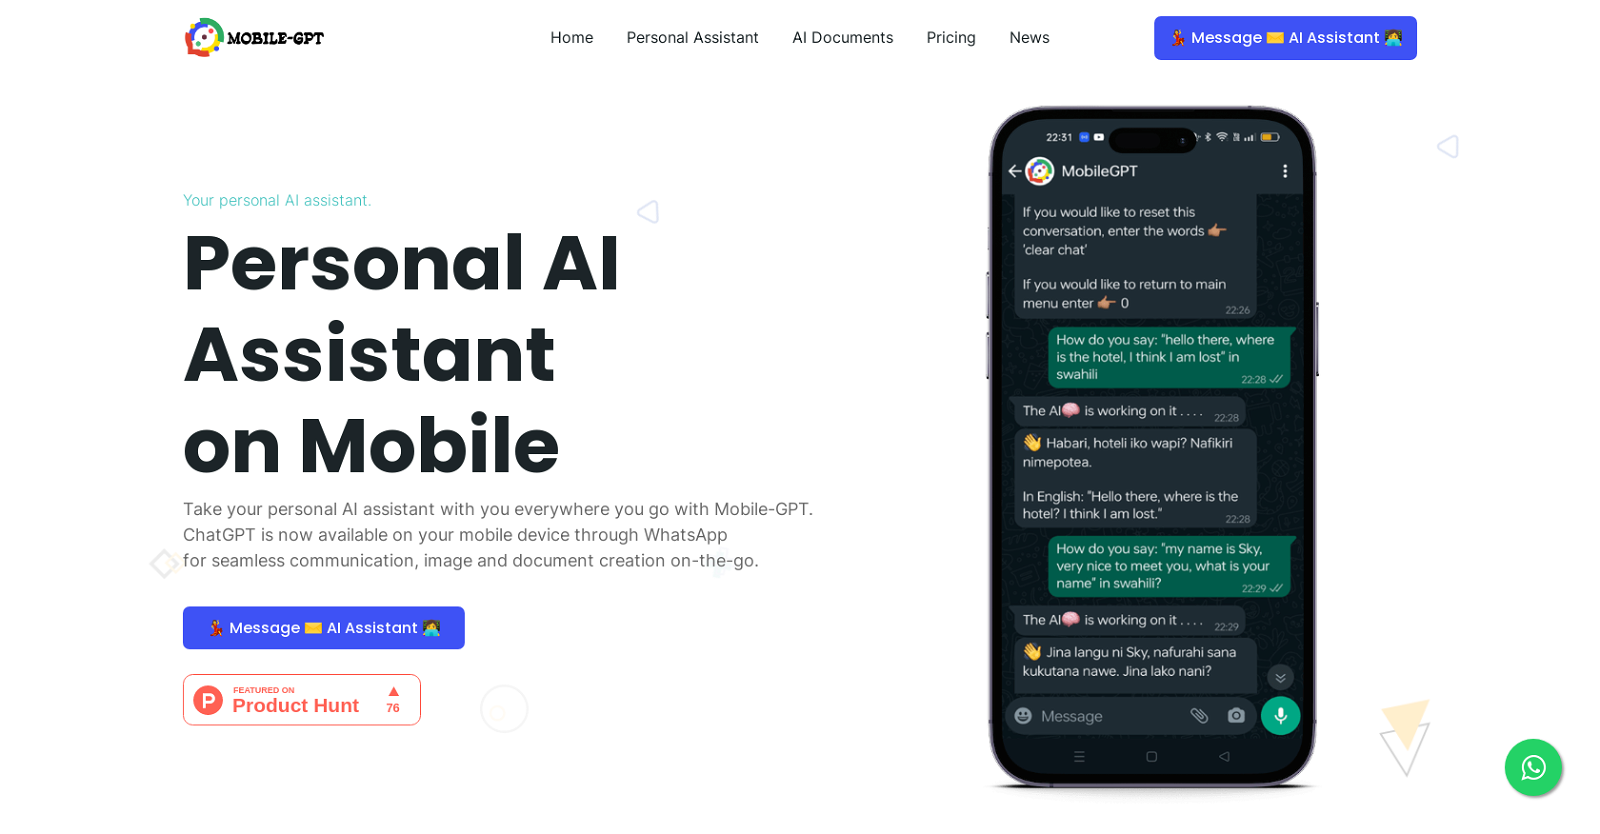 MOBILE-GPT
Home
Personal Assistant
AI Documents
Pricing
News
💃 Message ✉️ AI Assistant 👩‍💻
Your personal AI assistant.
Personal AI
Assistant
on Mobile
Take your personal AI assistant with you everywhere you go with Mobile-GPT.
ChatGPT is now available on your mobile device through WhatsApp
for seamless communication, image and document creation on-the-go.
💃 Message ✉️ AI Assistant 👩‍💻
FEATURED ON
Product Hunt
76
22:31
MobileGPT
If you would like to reset this
conversation, enter the words 👉🏽
'clear chat'
If you would like to return to main
menu enter 👉🏽 0
22:26
How do you say: "hello there, where
is the hotel, I think I am lost" in
swahili
22:28
The AI🧠 is working on it . . . .
22:28
👋 Habari, hoteli iko wapi? Nafikiri
nimepotea.
In English: "Hello there, where is the
hotel? I think I am lost."
22:28
How do you say: "my name is Sky,
very nice to meet you, what is your
name" in swahili?
22:29
The AI🧠 is working on it . . . .
22:29
👋 Jina langu ni Sky, nafurahi sana
kukutana nawe. Jina lako nani?
Message